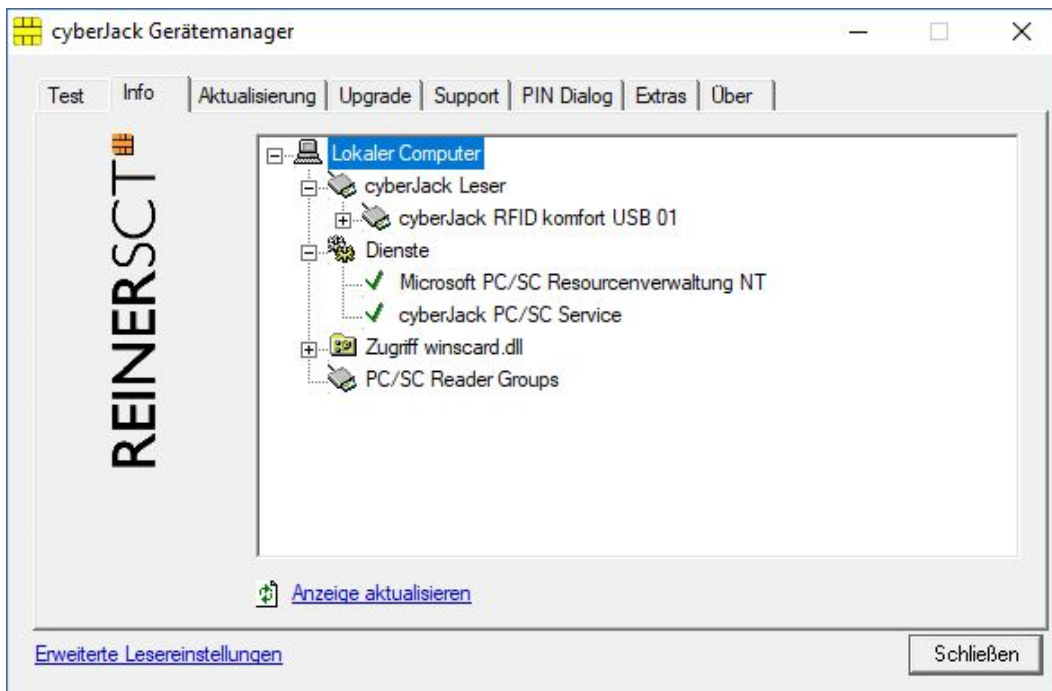 cyberJack Gerätemanager
Test Info Aktualisierung Upgrade Support PIN Dialog Extras Über
REINERSCT
Lokaler Computer
cyberJack Leser
cyberJack RFID komfort USB 01
Dienste
Microsoft PC/SC Resourcenverwaltung NT
cyberJack PC/SC Service
Zugriff winscard.dll
PC/SC Reader Groups
Anzeige aktualisieren
Erweiterte Lesereinstellungen
Schließen